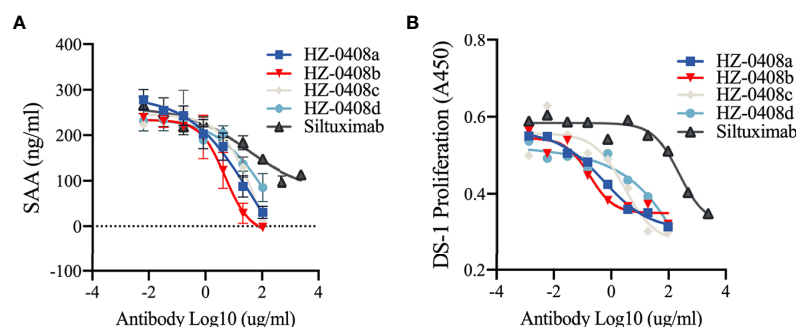 A
B
SAA (ng/ml)
400
300
200
100
0
-100
-4
-2
0
2
4
Antibody Log10 (ug/ml)
HZ-0408a
HZ-0408b
HZ-0408c
HZ-0408d
Siltuximab
DS-1 Proliferation (A450)
0.8
0.6
0.4
0.2
-4
-2
0
2
4
Antibody Log10 (ug/ml)
HZ-0408a
HZ-0408b
HZ-0408c
HZ-0408d
Siltuximab